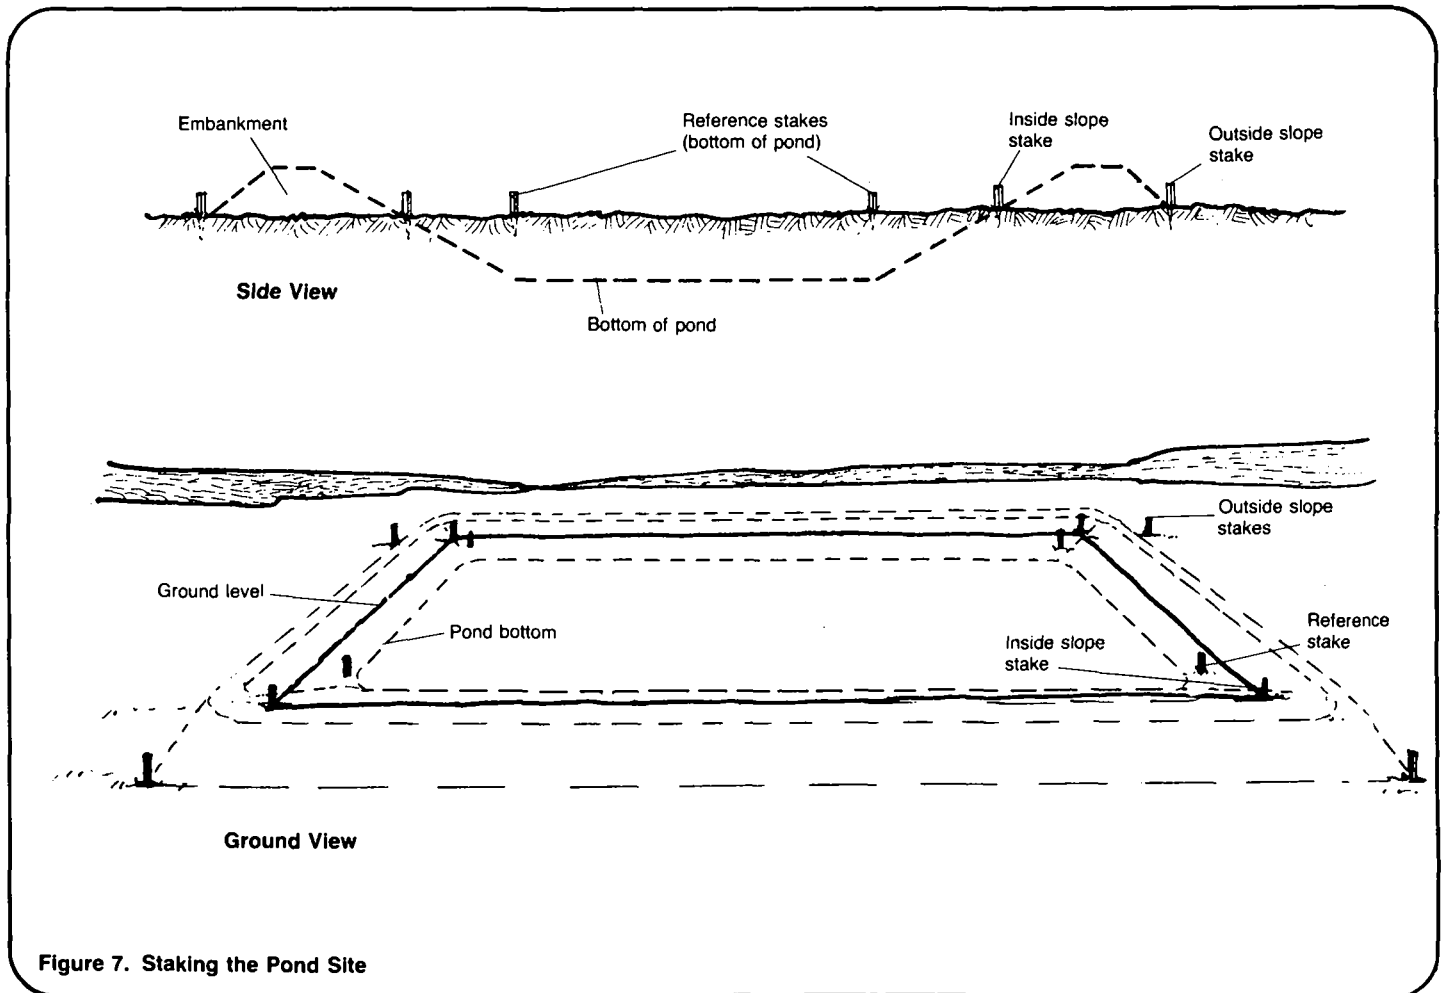 Embankment
Reference stakes
(bottom of pond)
Inside slope
stake
Outside slope
stake
Side View
Bottom of pond
Outside slope
stakes
Ground level
Pond bottom
Inside slope
stake
Reference
stake
Ground View
Figure 7. Staking the Pond Site